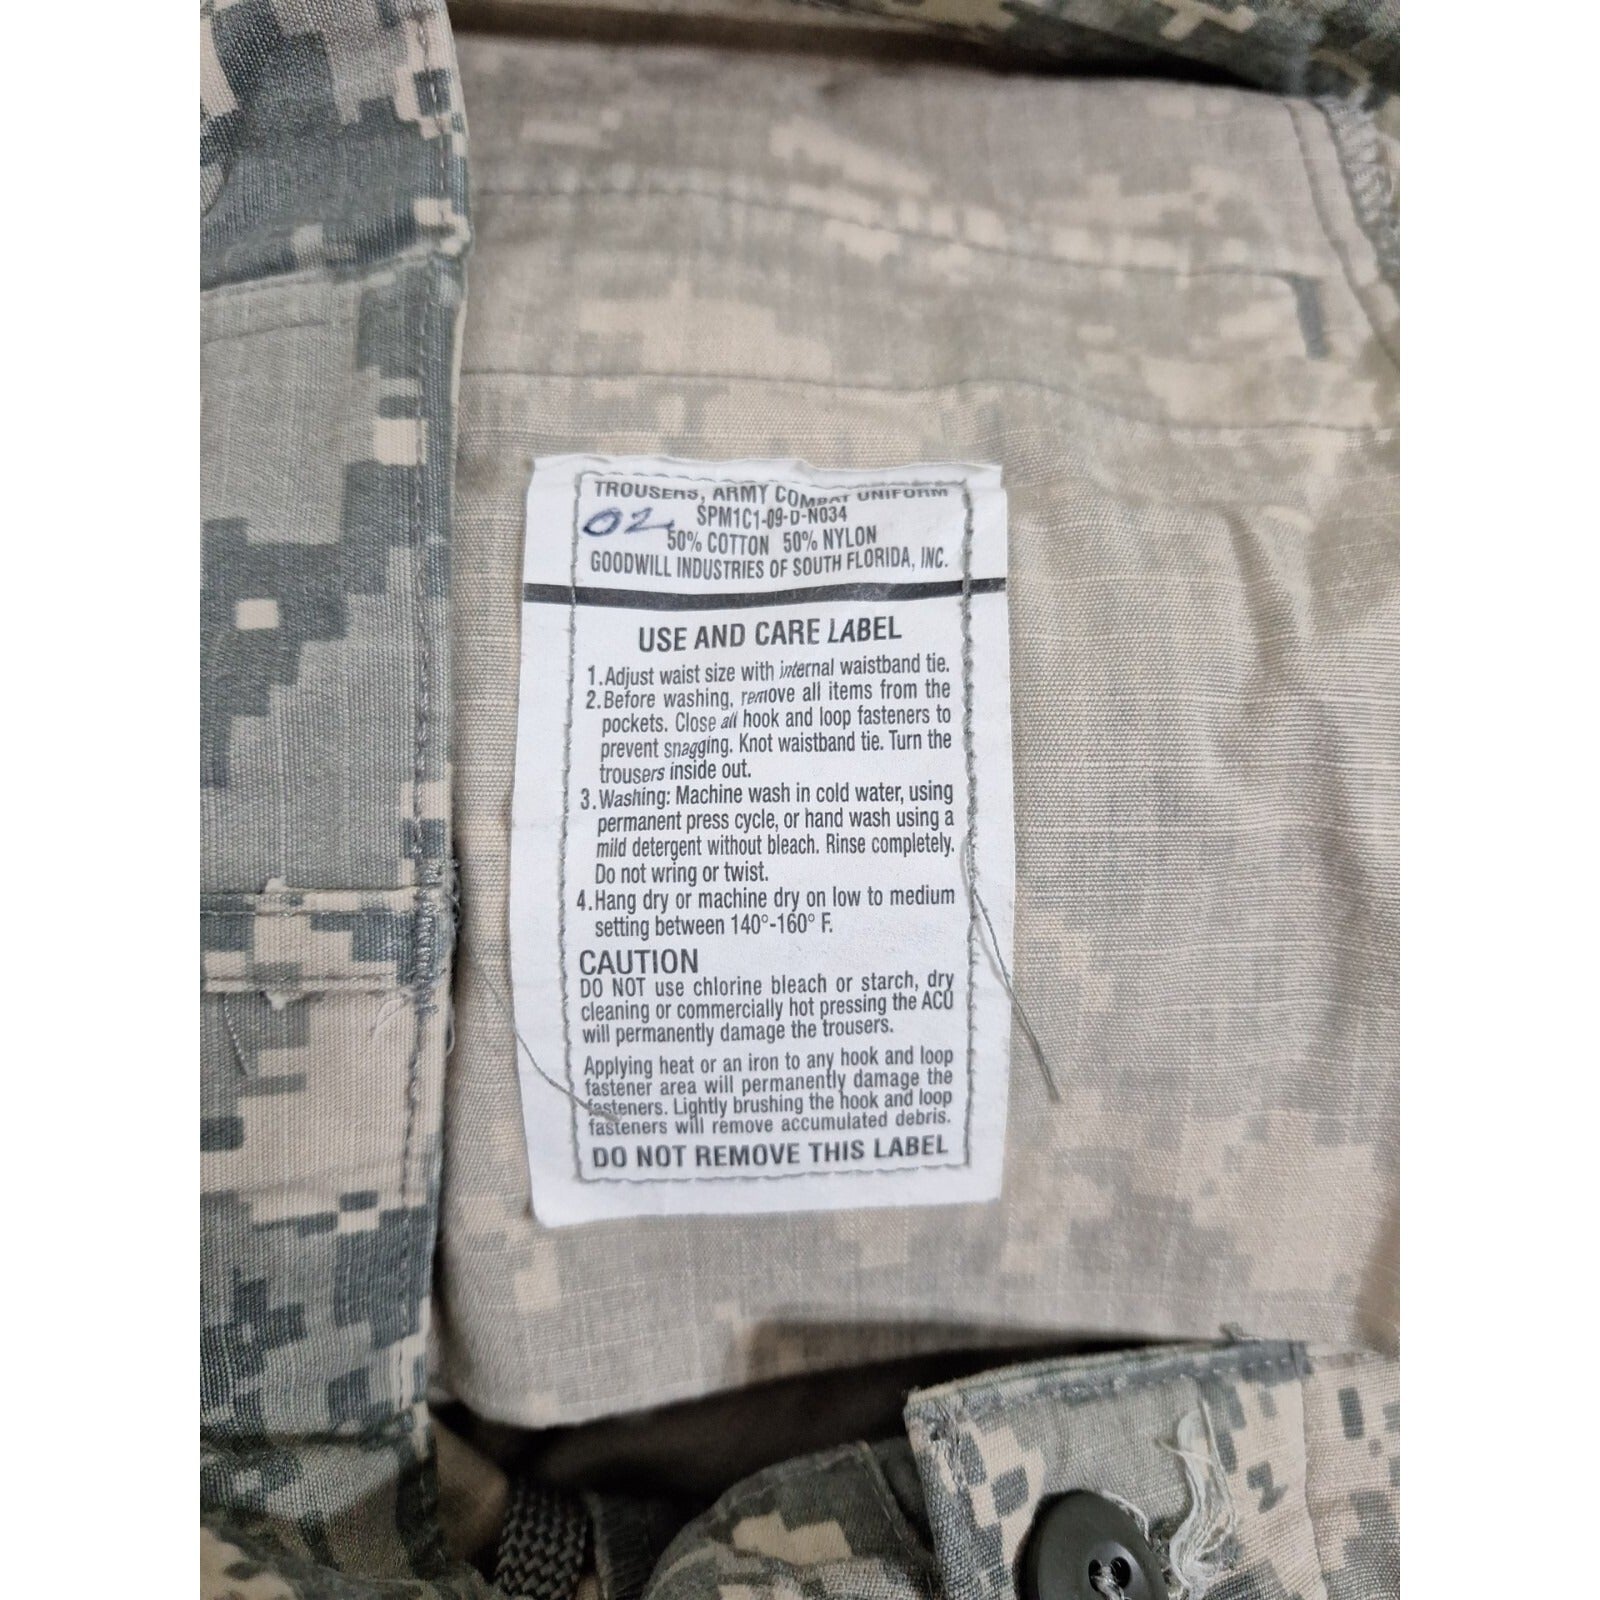 TROUSERS, ARMY COMBAT UNIFORM
SPM1C1-09-D-N034
02
50% COTTON 50% NYLON
GOODWILL INDUSTRIES OF SOUTH FLORIDA, INC.
USE AND CARE LABEL
1.Adjust waist size with internal waistband tie.
2.Before washing, remove all items from the
pockets. Close all hook and loop fasteners to
prevent snagging. Knot waistband tie. Turn the
trousers inside out.
3.Washing: Machine wash in cold water, using
permanent press cycle, or hand wash using a
mild detergent without bleach. Rinse completely.
Do not wring or twist.
4.Hang dry or machine dry on low to medium
setting between 140°-160° F.
CAUTION
DO NOT use chlorine bleach or starch, dry
cleaning or commercially hot pressing the ACU
will permanently damage the trousers.
Applying heat or an iron to any hook and loop
fastener area will permanently damage the
fasteners. Lightly brushing the hook and loop
fasteners will remove accumulated debris.
DO NOT REMOVE THIS LABEL